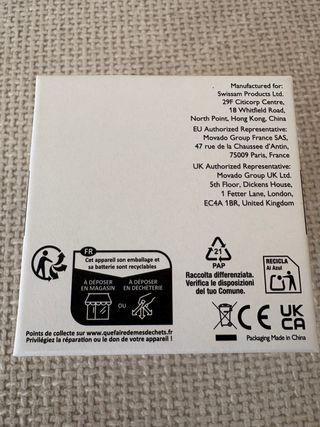 Manufactured for:
Swissam Products Ltd.
29F Citicorp Centre,
18 Whitfield Road,
North Point, Hong Kong, China
EU Authorized Representative:
Movado Group France SAS,
47 rue de la Chaussee d'Antin,
75009 Paris, France
UK Authorized Representative:
Movado Group UK Ltd.
5th Floor, Dickens House,
1 Fetter Lane, London,
EC4A 1BR, United Kingdom
FR
Cet appareil son emballage et
sa batterie sont recyclables
À DÉPOSER
EN MAGASIN
OU
À DÉPOSER
EN DÉCHÈTERIE
Points de collecte sur www.quefairedemesdechets.fr
Privilégiez la réparation ou le don de votre appareil !
21
PAP
Raccolta differenziata.
Verifica le disposizioni
del tuo Comune.
RECICLA
Al Azul
CE
UK
CA
Packaging Made in China